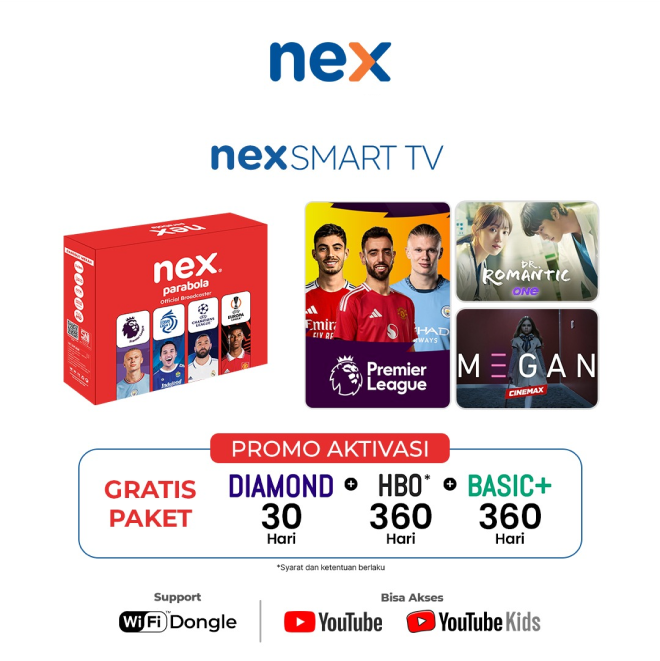 nex
nexSMART TV
nex
parabola
Official Broadcaster
Premier
League
DR.
ROMANTIC
ONE
MEGAN
CINEMAX
PROMO AKTIVASI
GRATIS
PAKET
DIAMOND + HBO* + BASIC+
30 360 360
Hari Hari Hari
*Syarat dan ketentuan berlaku
Support
WiFi Dongle
Bisa Akses
YouTube
YouTube Kids